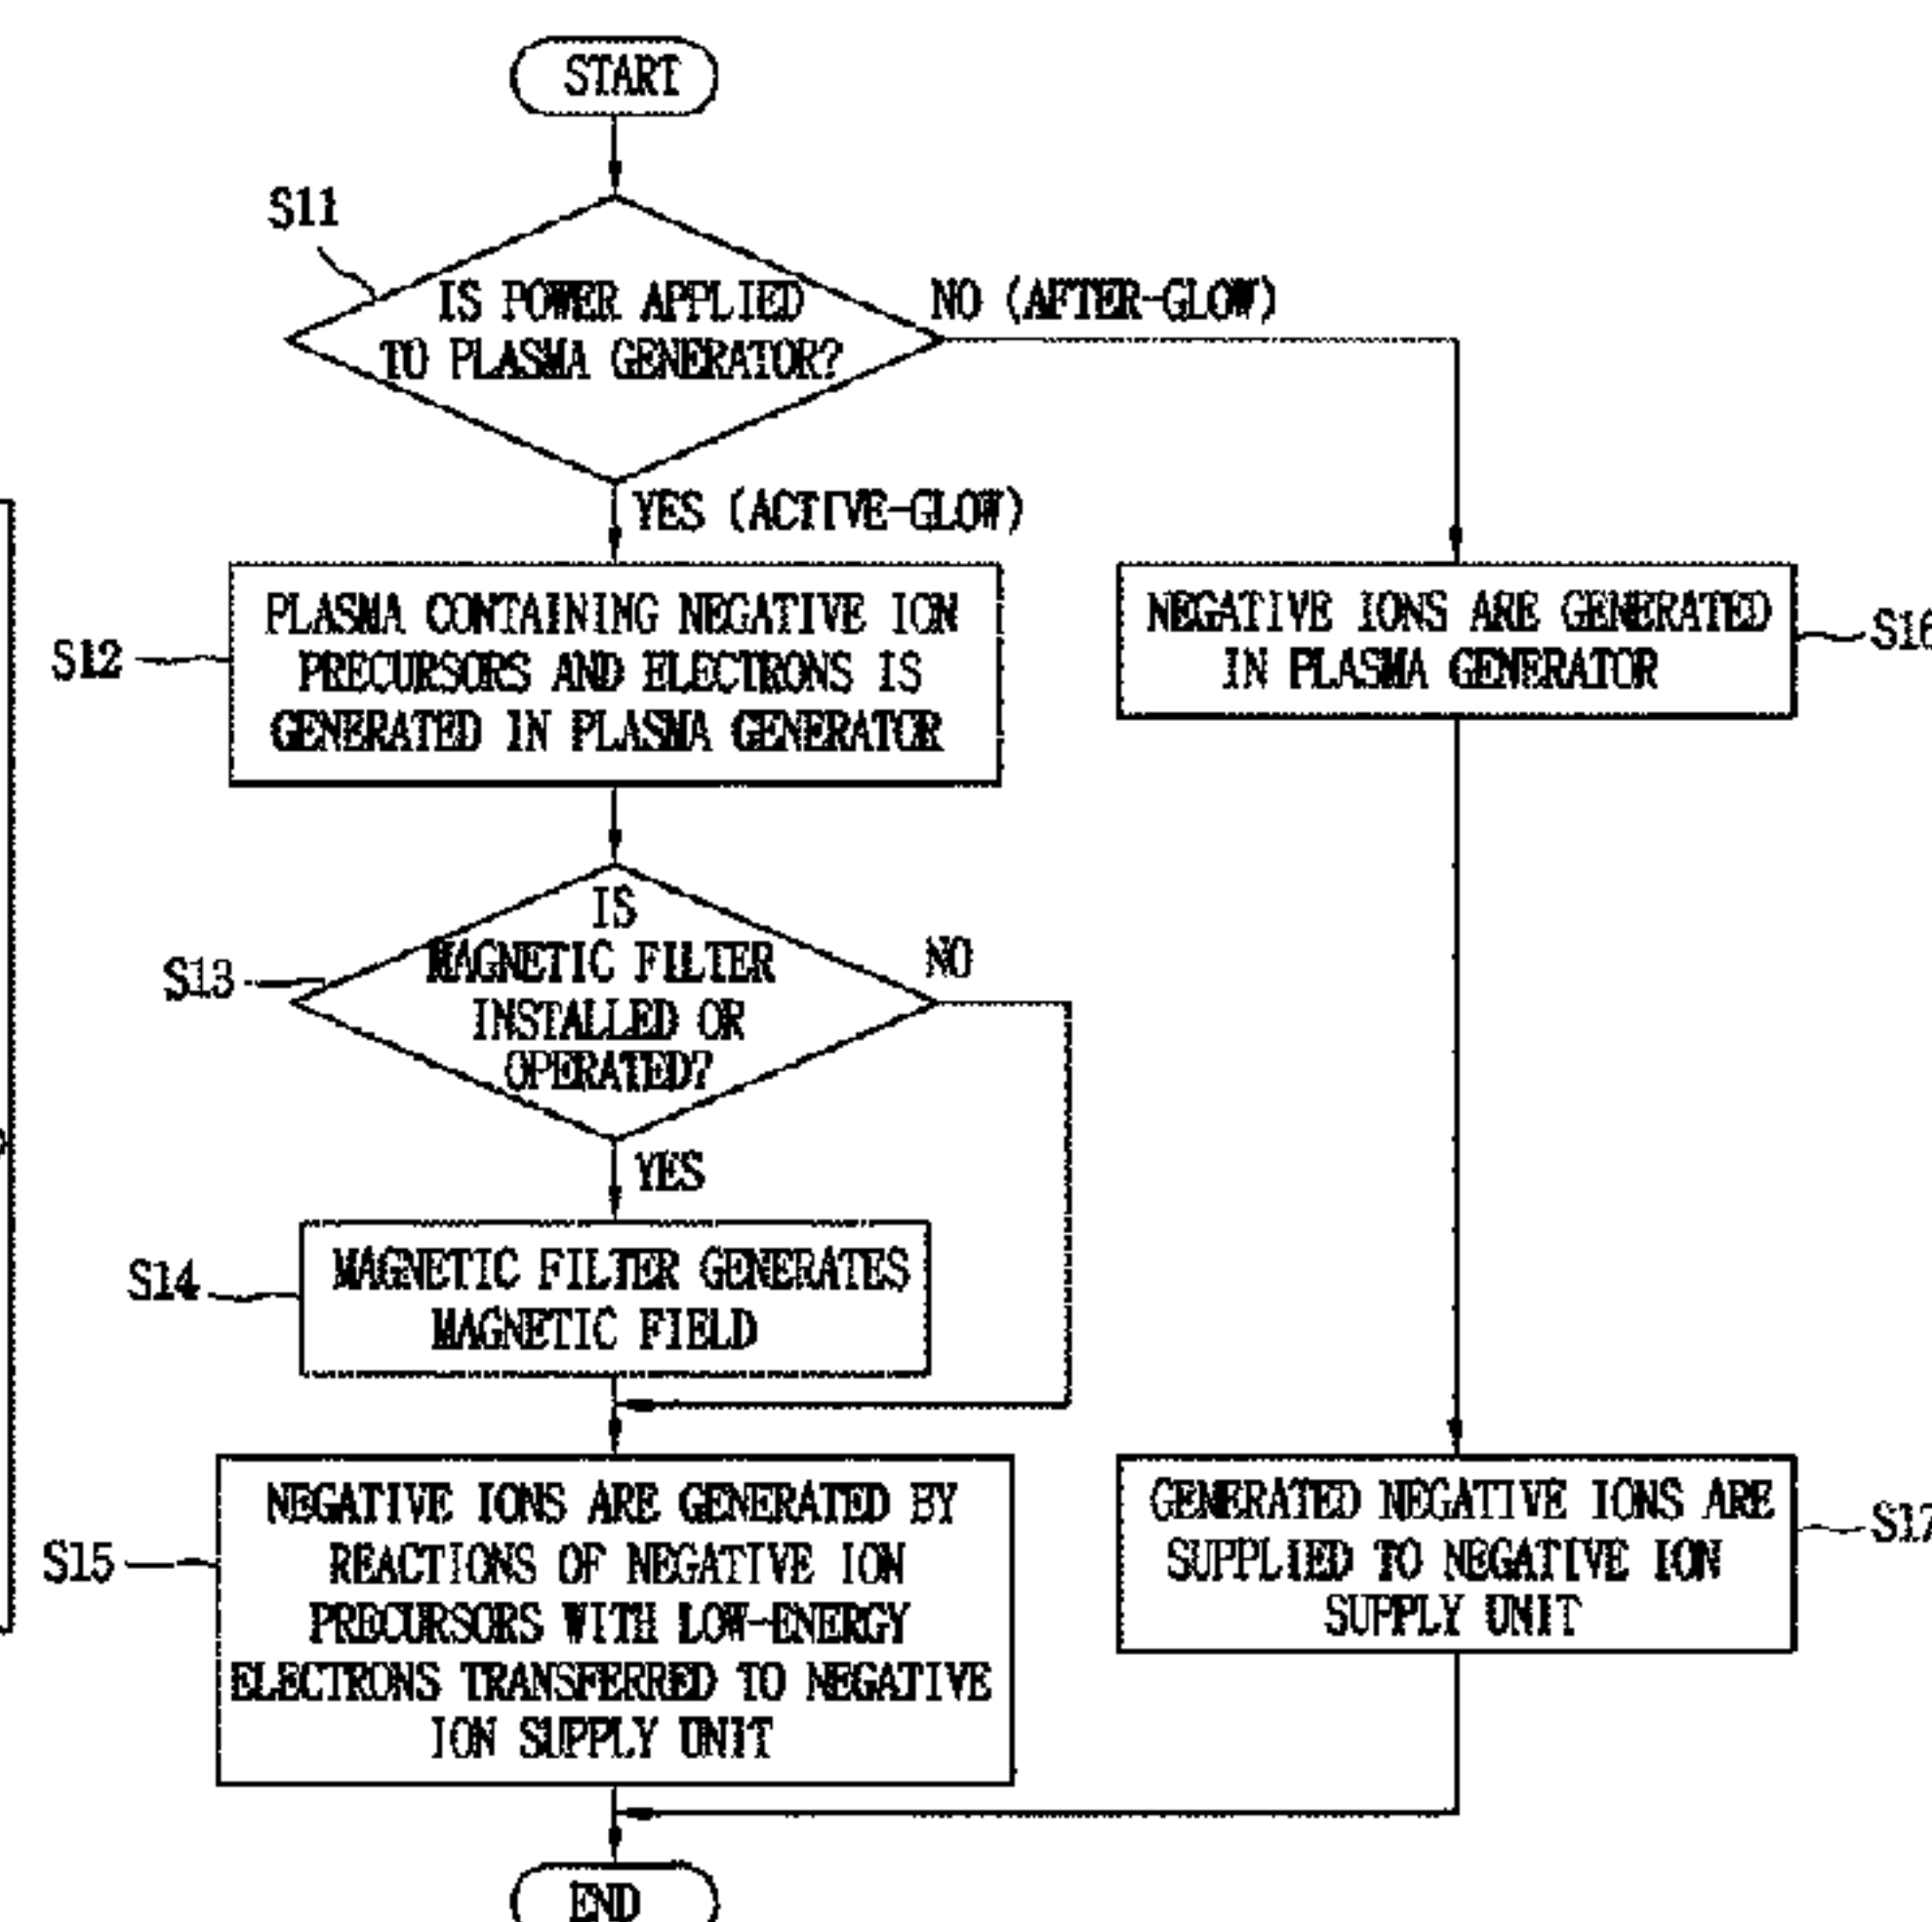 START
S11
IS POWER APPLIED
TO PLASMA GENERATOR?
NO (AFTER-GLOW)
YES (ACTIVE-GLOW)
S12
PLASMA CONTAINING NEGATIVE ION
PRECURSORS AND ELECTRONS IS
GENERATED IN PLASMA GENERATOR
NEGATIVE IONS ARE GENERATED
IN PLASMA GENERATOR
S16
S13
IS
MAGNETIC FILTER
INSTALLED OR
OPERATED?
NO
YES
S14
MAGNETIC FILTER GENERATES
MAGNETIC FIELD
S15
NEGATIVE IONS ARE GENERATED BY
REACTIONS OF NEGATIVE ION
PRECURSORS WITH LOW-ENERGY
ELECTRONS TRANSFERRED TO NEGATIVE
ION SUPPLY UNIT
GENERATED NEGATIVE IONS ARE
SUPPLIED TO NEGATIVE ION
SUPPLY UNIT
S17
END